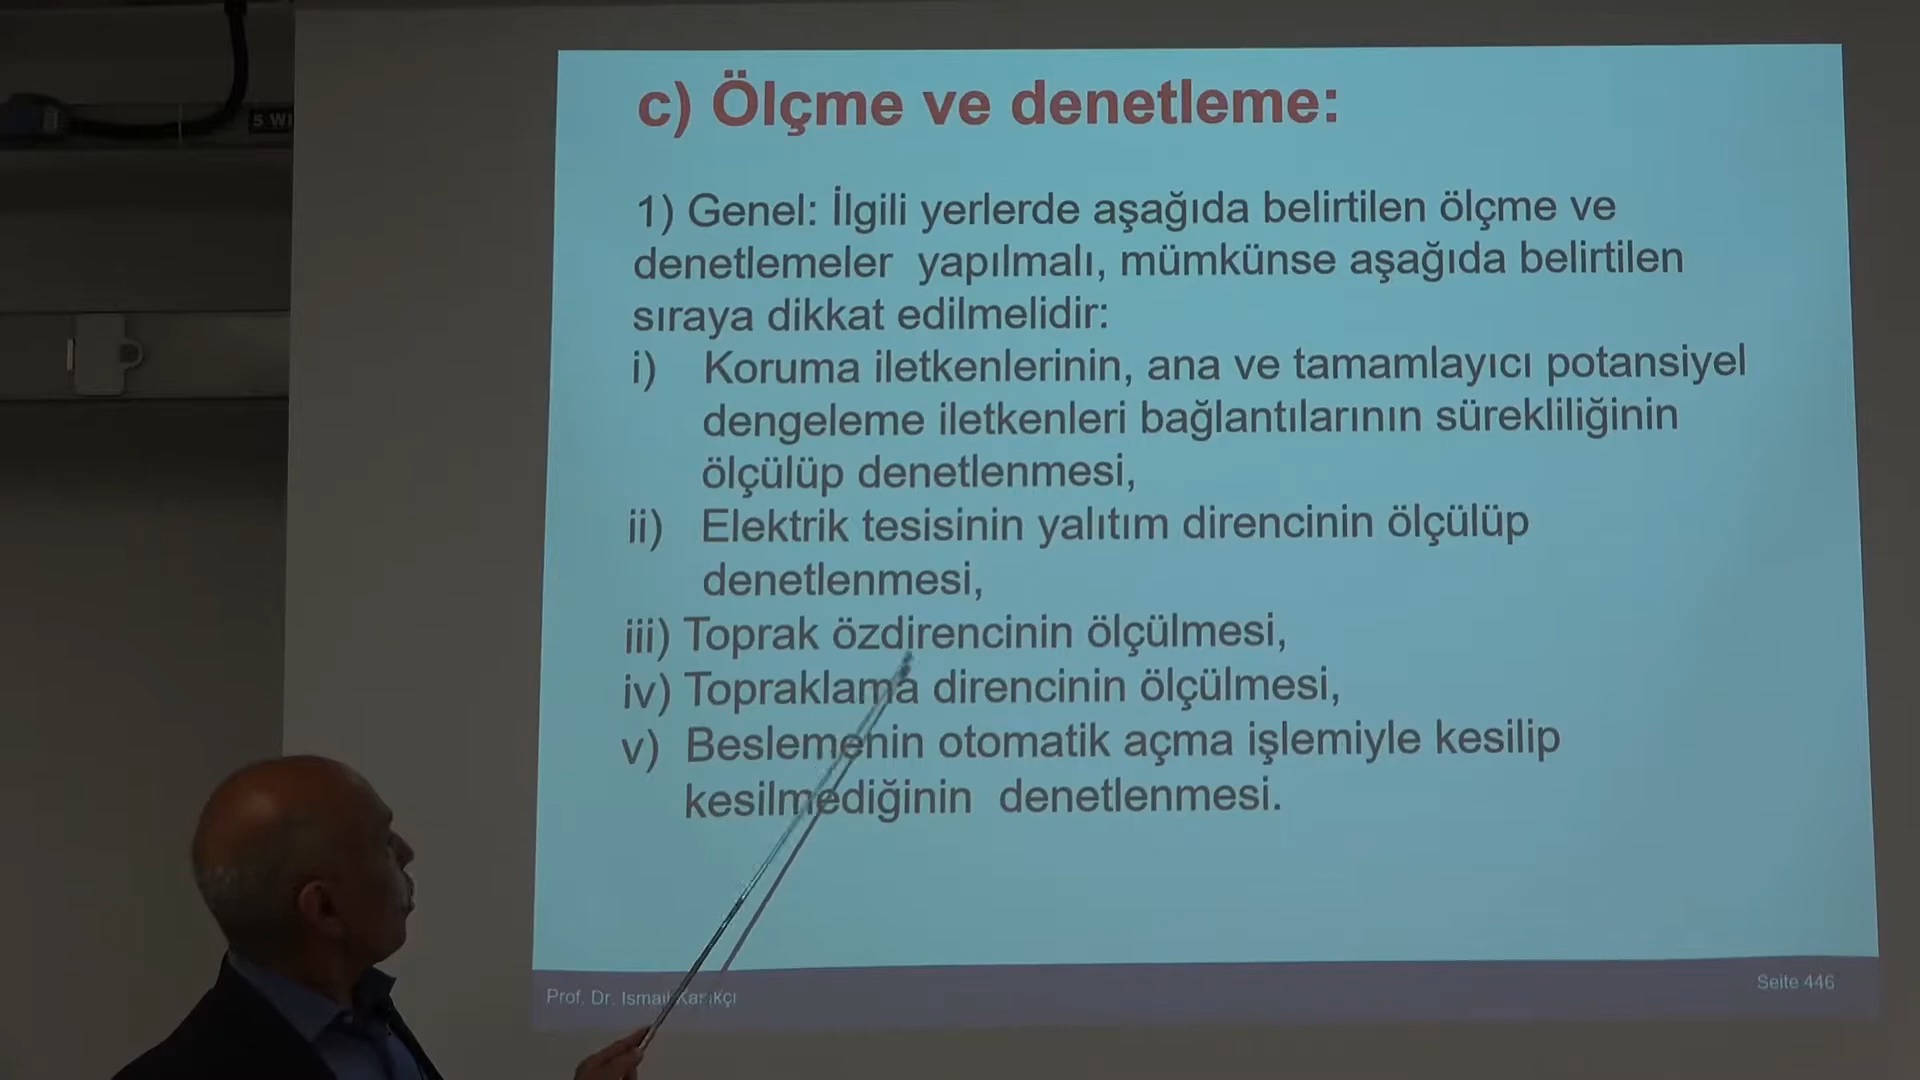 c) Ölçme ve denetleme:
1) Genel: İlgili yerlerde aşağıda belirtilen ölçme ve
denetlemeler yapılmalı, mümkünse aşağıda belirtilen
sıraya dikkat edilmelidir:
i) Koruma iletkenlerinin, ana ve tamamlayıcı potansiyel
dengeleme iletkenleri bağlantılarının sürekliliğinin
ölçülüp denetlenmesi,
ii) Elektrik tesisinin yalıtım direncinin ölçülüp
denetlenmesi,
iii) Toprak özdirencinin ölçülmesi,
iv) Topraklama direncinin ölçülmesi,
v) Beslemenin otomatik açma işlemiyle kesilip
kesilmediğinin denetlenmesi.
Prof. Dr. Ismail
Seite 446
5 WI